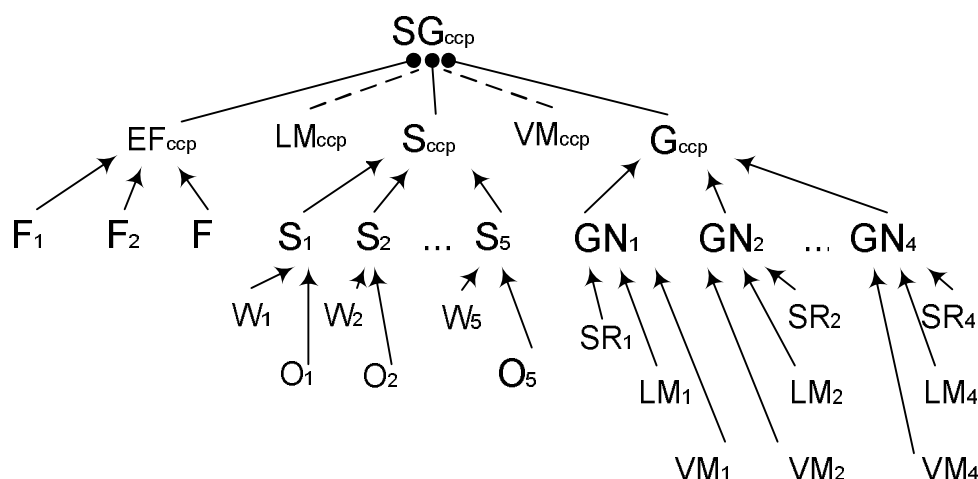 SGccp
EFccp LMccp Sccp VMccp Gccp
F1 F2 F S1 S2 ... S5 GN1 GN2 ... GN4
W1 W2 W5 SR1 SR2 SR4
O1 O2 O5 LM1 LM2 LM4
VM1 VM2 VM4